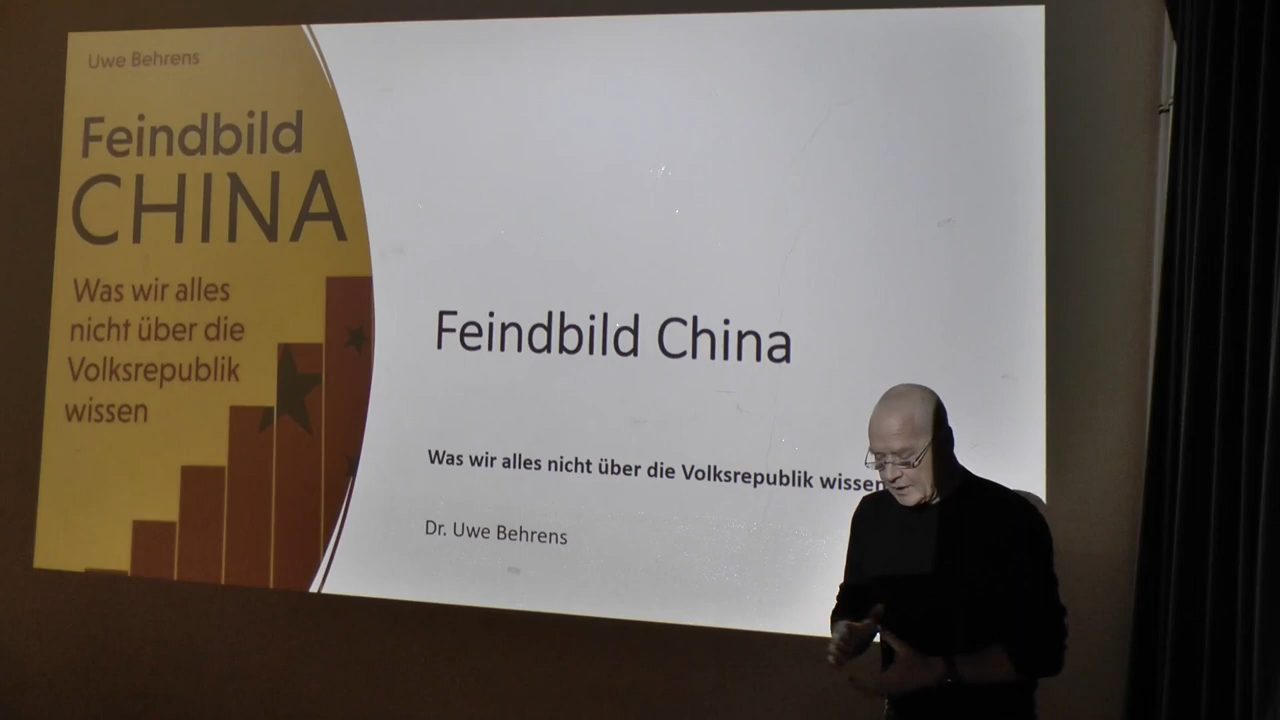 Uwe Behrens
Feindbild
CHINA
Was wir alles
nicht über die
Volksrepublik
wissen
Feindbild China
Was wir alles nicht über die Volksrepublik wissen
Dr. Uwe Behrens